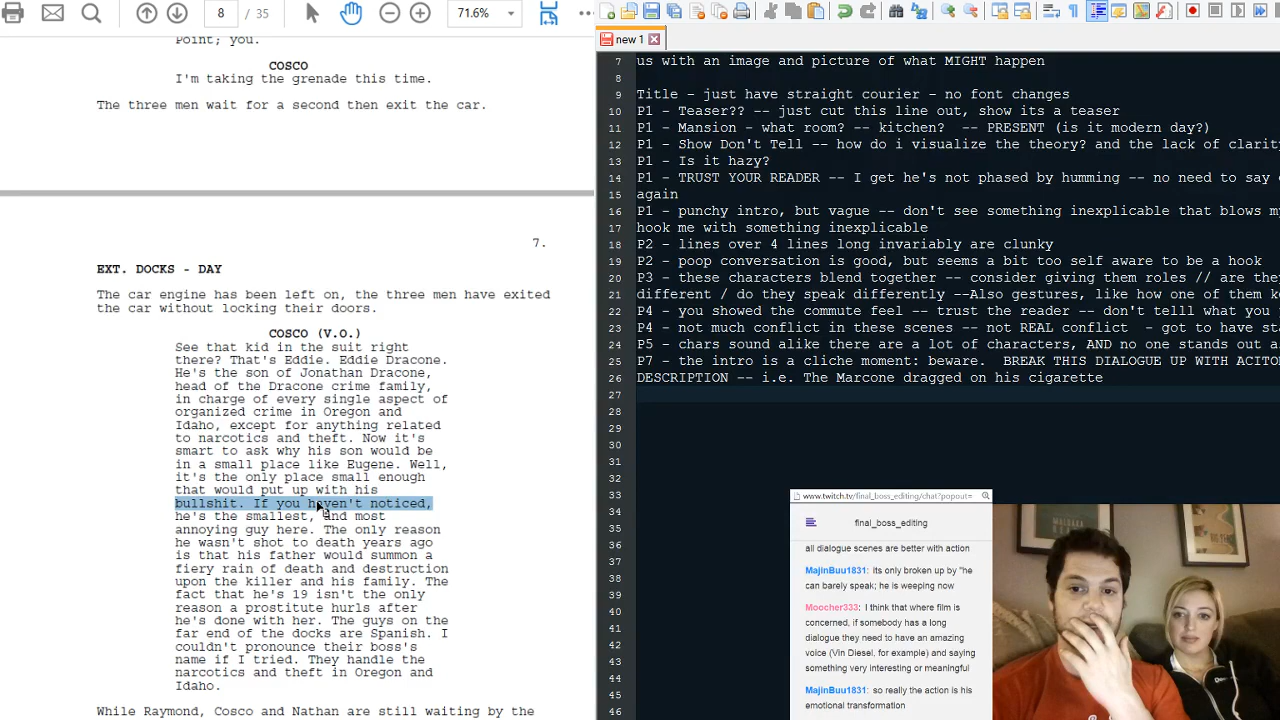 8 / 35
71.6%
Point; you.
COSCO
I'm taking the grenade this time.
The three men wait for a second then exit the car.
7.
EXT. DOCKS - DAY
The car engine has been left on, the three men have exited
the car without locking their doors.
COSCO (V.O.)
See that kid in the suit right
there? That's Eddie. Eddie Dracone.
He's the son of Jonathan Dracone,
head of the Dracone crime family,
in charge of every single aspect of
organized crime in Oregon and
Idaho, except for anything related
to narcotics and theft. Now it's
smart to ask why his son would be
in a small place like Eugene. Well,
it's the only place small enough
that would put up with his
bullshit. If you haven't noticed,
he's the smallest, and most
annoying guy here. The only reason
he wasn't shot to death years ago
is that his father would summon a
fiery rain of death and destruction
upon the killer and his family. The
fact that he's 19 isn't the only
reason a prostitute hurls after
he's done with her. The guys on the
far end of the docks are Spanish. I
couldn't pronounce their boss's
name if I tried. They handle the
narcotics and theft in Oregon and
Idaho.
While Raymond, Cosco and Nathan are still waiting by the
new 1
7 us with an image and picture of what MIGHT happen
8
9 Title - just have straight courier - no font changes
10 P1 - Teaser?? -- just cut this line out, show its a teaser
11 P1 - Mansion - what room? -- kitchen? -- PRESENT (is it modern day?)
12 P1 - Show Don't Tell -- how do i visualize the theory? and the lack of clarity
13 P1 - Is it hazy?
14 P1 - TRUST YOUR READER -- I get he's not phased by humming -- no need to say
15 again
16 P1 - punchy intro, but vague -- don't see something inexplicable that blows my
17 hook me with something inexplicable
18 P2 - lines over 4 lines long invariably are clunky
19 P2 - poop conversation is good, but seems a bit too self aware to be a hook
20 P3 - these characters blend together -- consider giving them roles // are they
21 different / do they speak differently --Also gestures, like how one of them
22 P4 - you showed the commute feel -- trust the reader -- don't telll what you
23 P4 - not much conflict in these scenes -- not REAL conflict - got to have
24 P5 - chars sound alike there are a lot of characters, AND no one stands out
25 P7 - the intro is a cliche moment: beware. BREAK THIS DIALOGUE UP WITH ACITO
26 DESCRIPTION -- i.e. The Marcone dragged on his cigarette
27
28
29
30
31
32
33
34
35
36
37
38
39
40
41
42
43
44
45
46
www.twitch.tv/final_boss_editing/chat?popout=
final_boss_editing
all dialogue scenes are better with action
MajinBuu1831: its only broken up by "he
can barely speak; he is weeping now
Moocher333: I think that where film is
concerned, if somebody has a long
dialogue they need to have an amazing
voice (Vin Diesel, for example) and saying
something very interesting or meaningful
MajinBuu1831: so really the action is his
emotional transformation